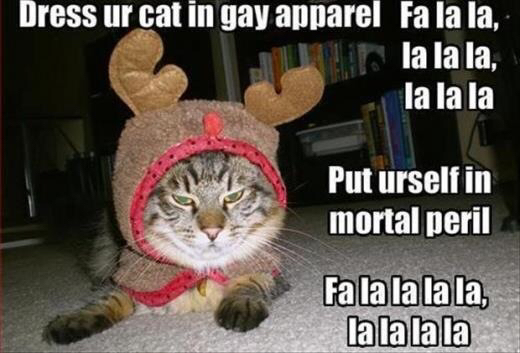 Dress ur cat in gay apparel
Fa la la,
la la la,
la la la
Put urself in
mortal peril
Fa la la la la,
la la la la